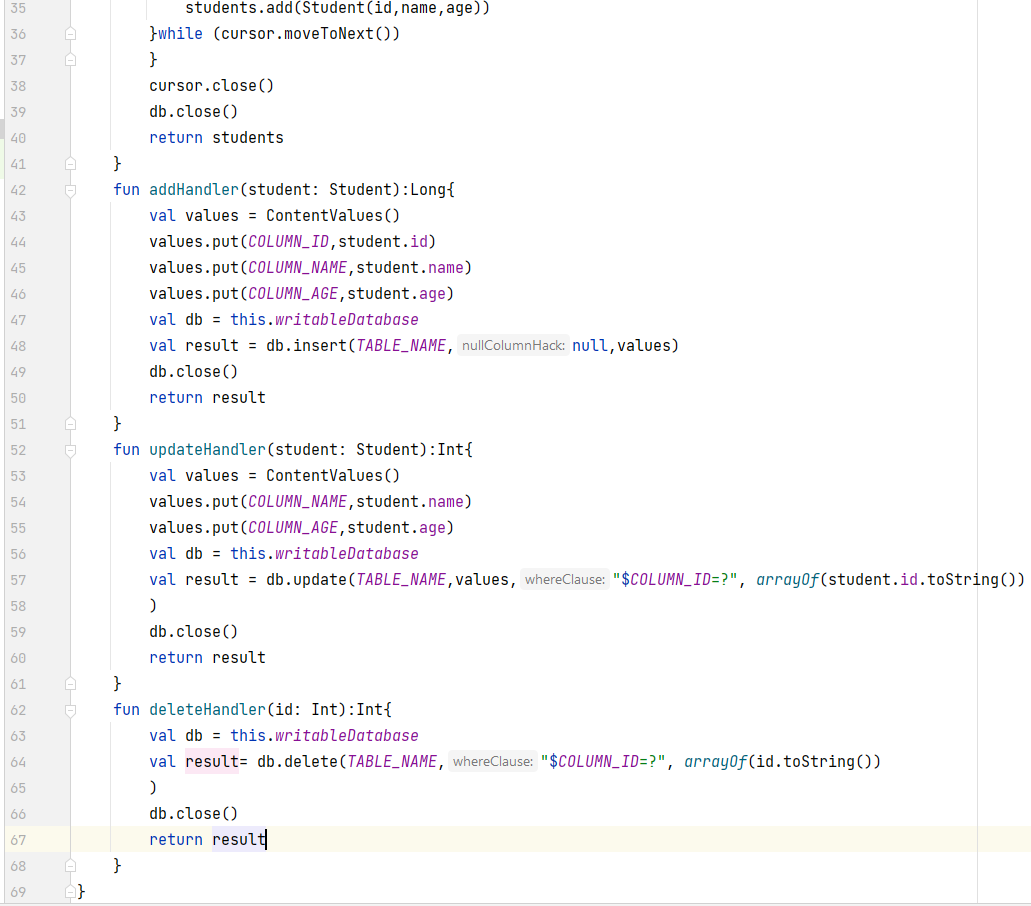 35 students.add(Student(id,name,age))
36 }while (cursor.moveToNext())
37 }
38 cursor.close()
39 db.close()
40 return students
41 }
42 fun addHandler(student: Student):Long{
43 val values = ContentValues()
44 values.put(COLUMN_ID,student.id)
45 values.put(COLUMN_NAME,student.name)
46 values.put(COLUMN_AGE,student.age)
47 val db = this.writableDatabase
48 val result = db.insert(TABLE_NAME, nullColumnHack: null,values)
49 db.close()
50 return result
51 }
52 fun updateHandler(student: Student):Int{
53 val values = ContentValues()
54 values.put(COLUMN_NAME,student.name)
55 values.put(COLUMN_AGE,student.age)
56 val db = this.writableDatabase
57 val result = db.update(TABLE_NAME,values, whereClause: "$COLUMN_ID=?", arrayOf(student.id.toString())
58 )
59 db.close()
60 return result
61 }
62 fun deleteHandler(id: Int):Int{
63 val db = this.writableDatabase
64 val result= db.delete(TABLE_NAME, whereClause: "$COLUMN_ID=?", arrayOf(id.toString())
65 )
66 db.close()
67 return result
68 }
69 }